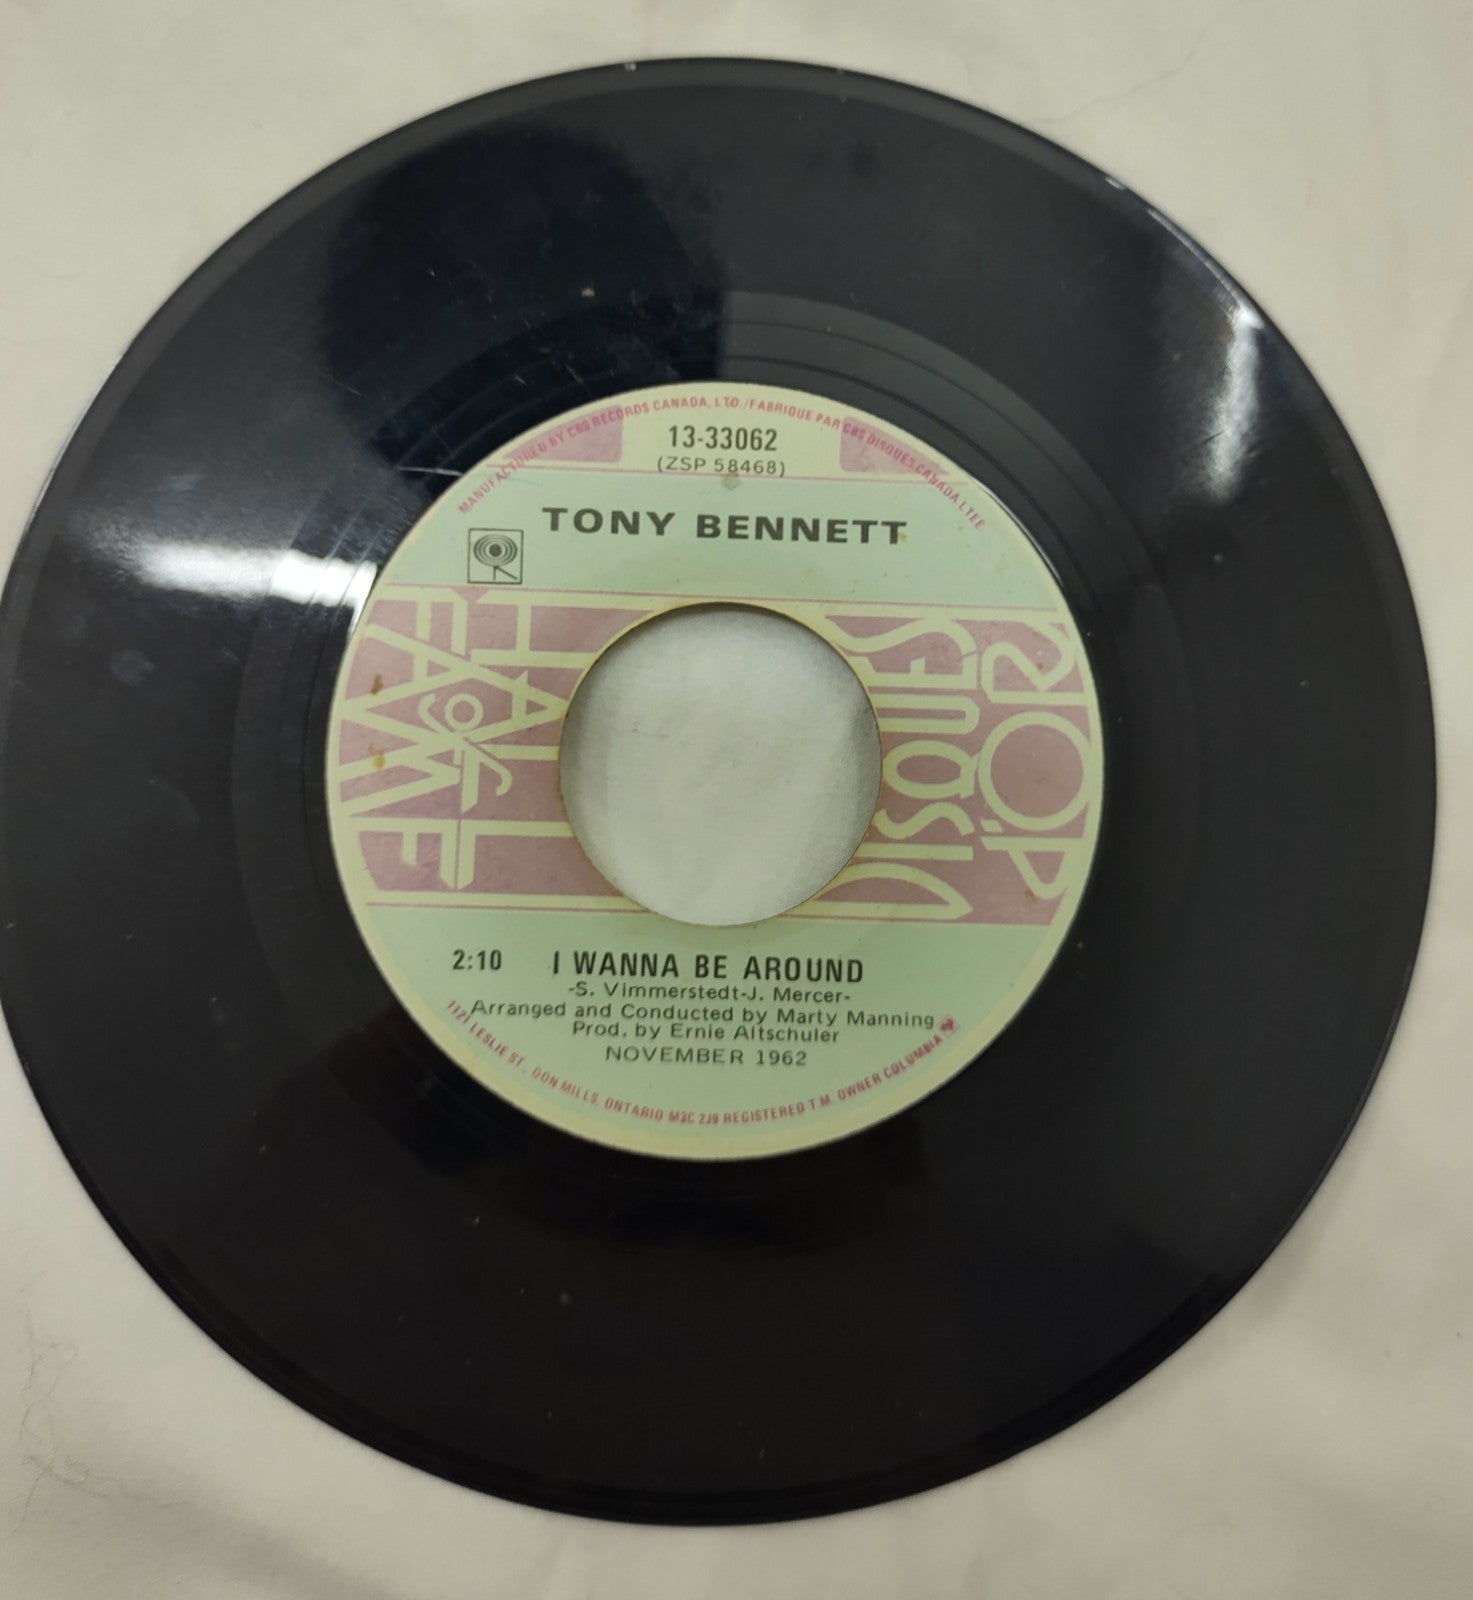 MANUFACTURED BY CBS RECORDS CANADA, LTD./FABRIQUE PAR CBS DISQUES CANADA LTEE
13-33062
(ZSP 58468)
TONY BENNETT
HALL
OF
FAME
DISQUES
D'OR
2:10 I WANNA BE AROUND
-S. Vimmerstedt-J. Mercer-
Arranged and Conducted by Marty Manning
Prod. by Ernie Altschuler
NOVEMBER 1962
1121 LESLIE ST., DON MILLS, ONTARIO M3C 2J9 REGISTERED T.M. OWNER COLUMBIA